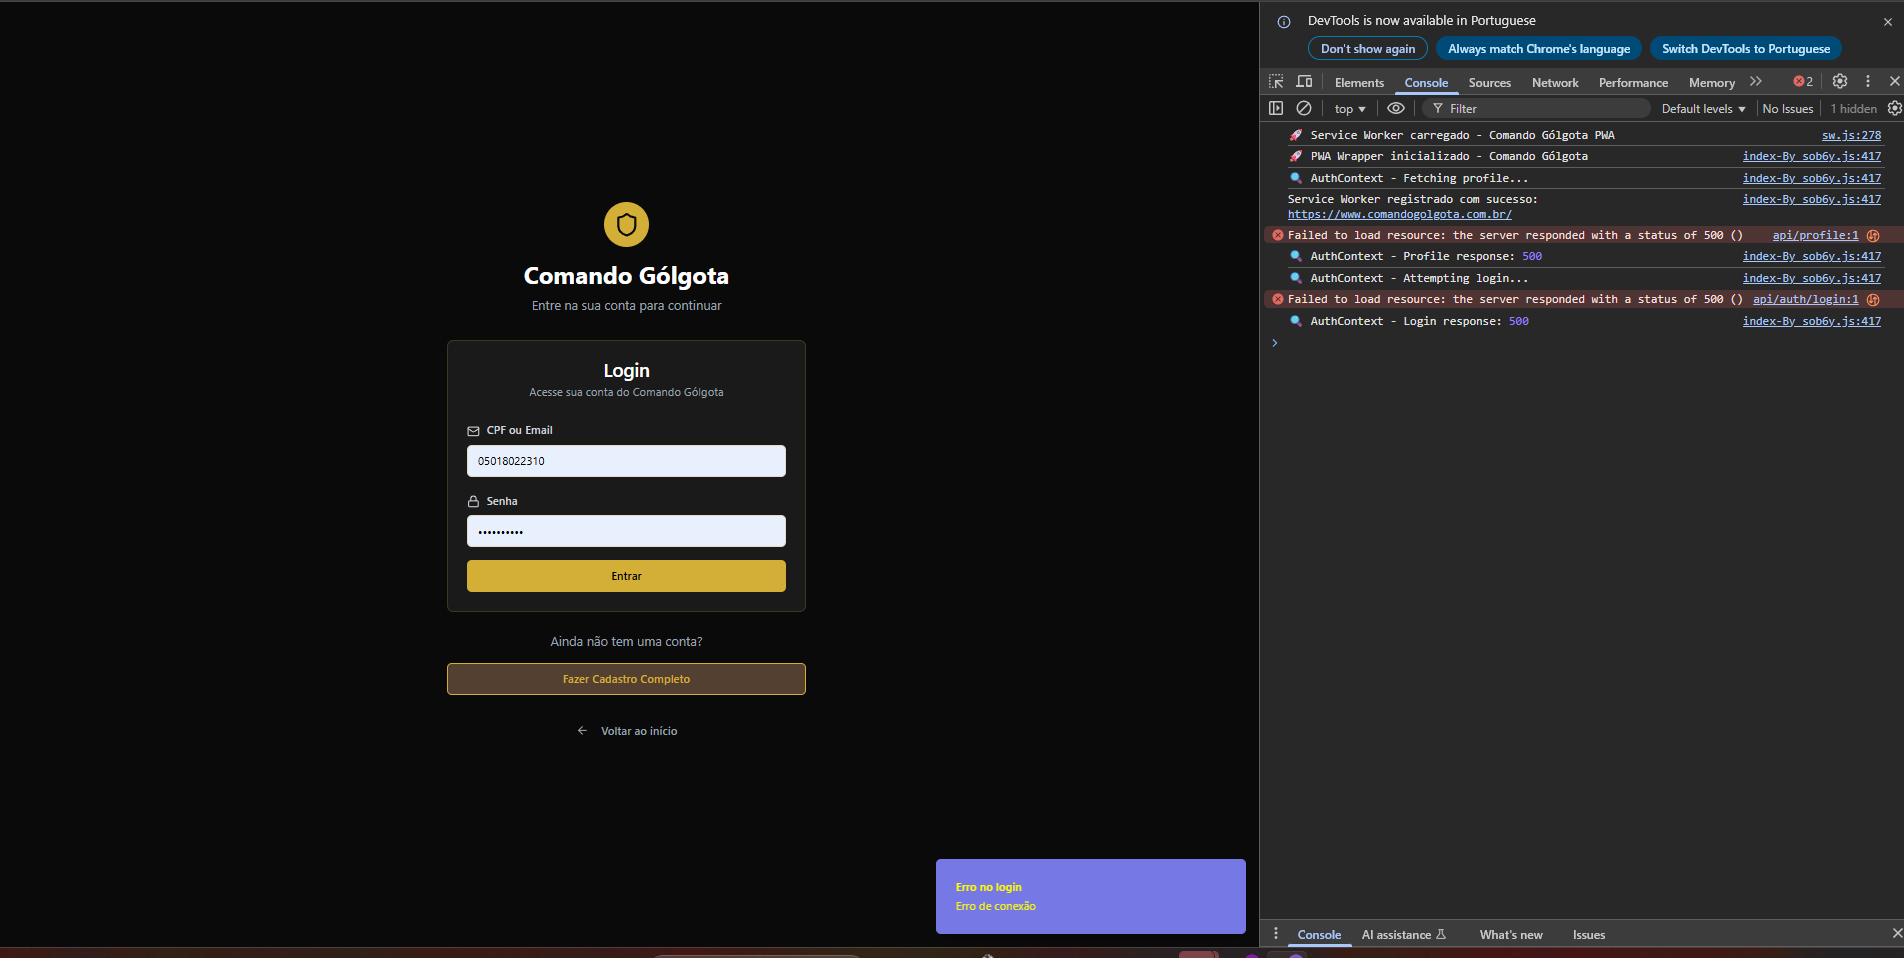 Comando Gólgota
Entre na sua conta para continuar
Login
Acesse sua conta do Comando Gólgota
CPF ou Email
05018022310
Senha
••••••••••
Entrar
Ainda não tem uma conta?
Fazer Cadastro Completo
Voltar ao início
Erro no login
Erro de conexão
DevTools is now available in Portuguese
Don't show again Always match Chrome's language Switch DevTools to Portuguese
Elements Console Sources Network Performance Memory 2
top Filter Default levels No Issues 1 hidden
Service Worker carregado - Comando Gólgota PWA sw.js:278
PWA Wrapper inicializado - Comando Gólgota index-By_sob6y.js:417
AuthContext - Fetching profile... index-By_sob6y.js:417
Service Worker registrado com sucesso: index-By_sob6y.js:417
https://www.comandogolgota.com.br/
Failed to load resource: the server responded with a status of 500 () api/profile:1
AuthContext - Profile response: 500 index-By_sob6y.js:417
AuthContext - Attempting login... index-By_sob6y.js:417
Failed to load resource: the server responded with a status of 500 () api/auth/login:1
AuthContext - Login response: 500 index-By_sob6y.js:417
Console AI assistance What's new Issues